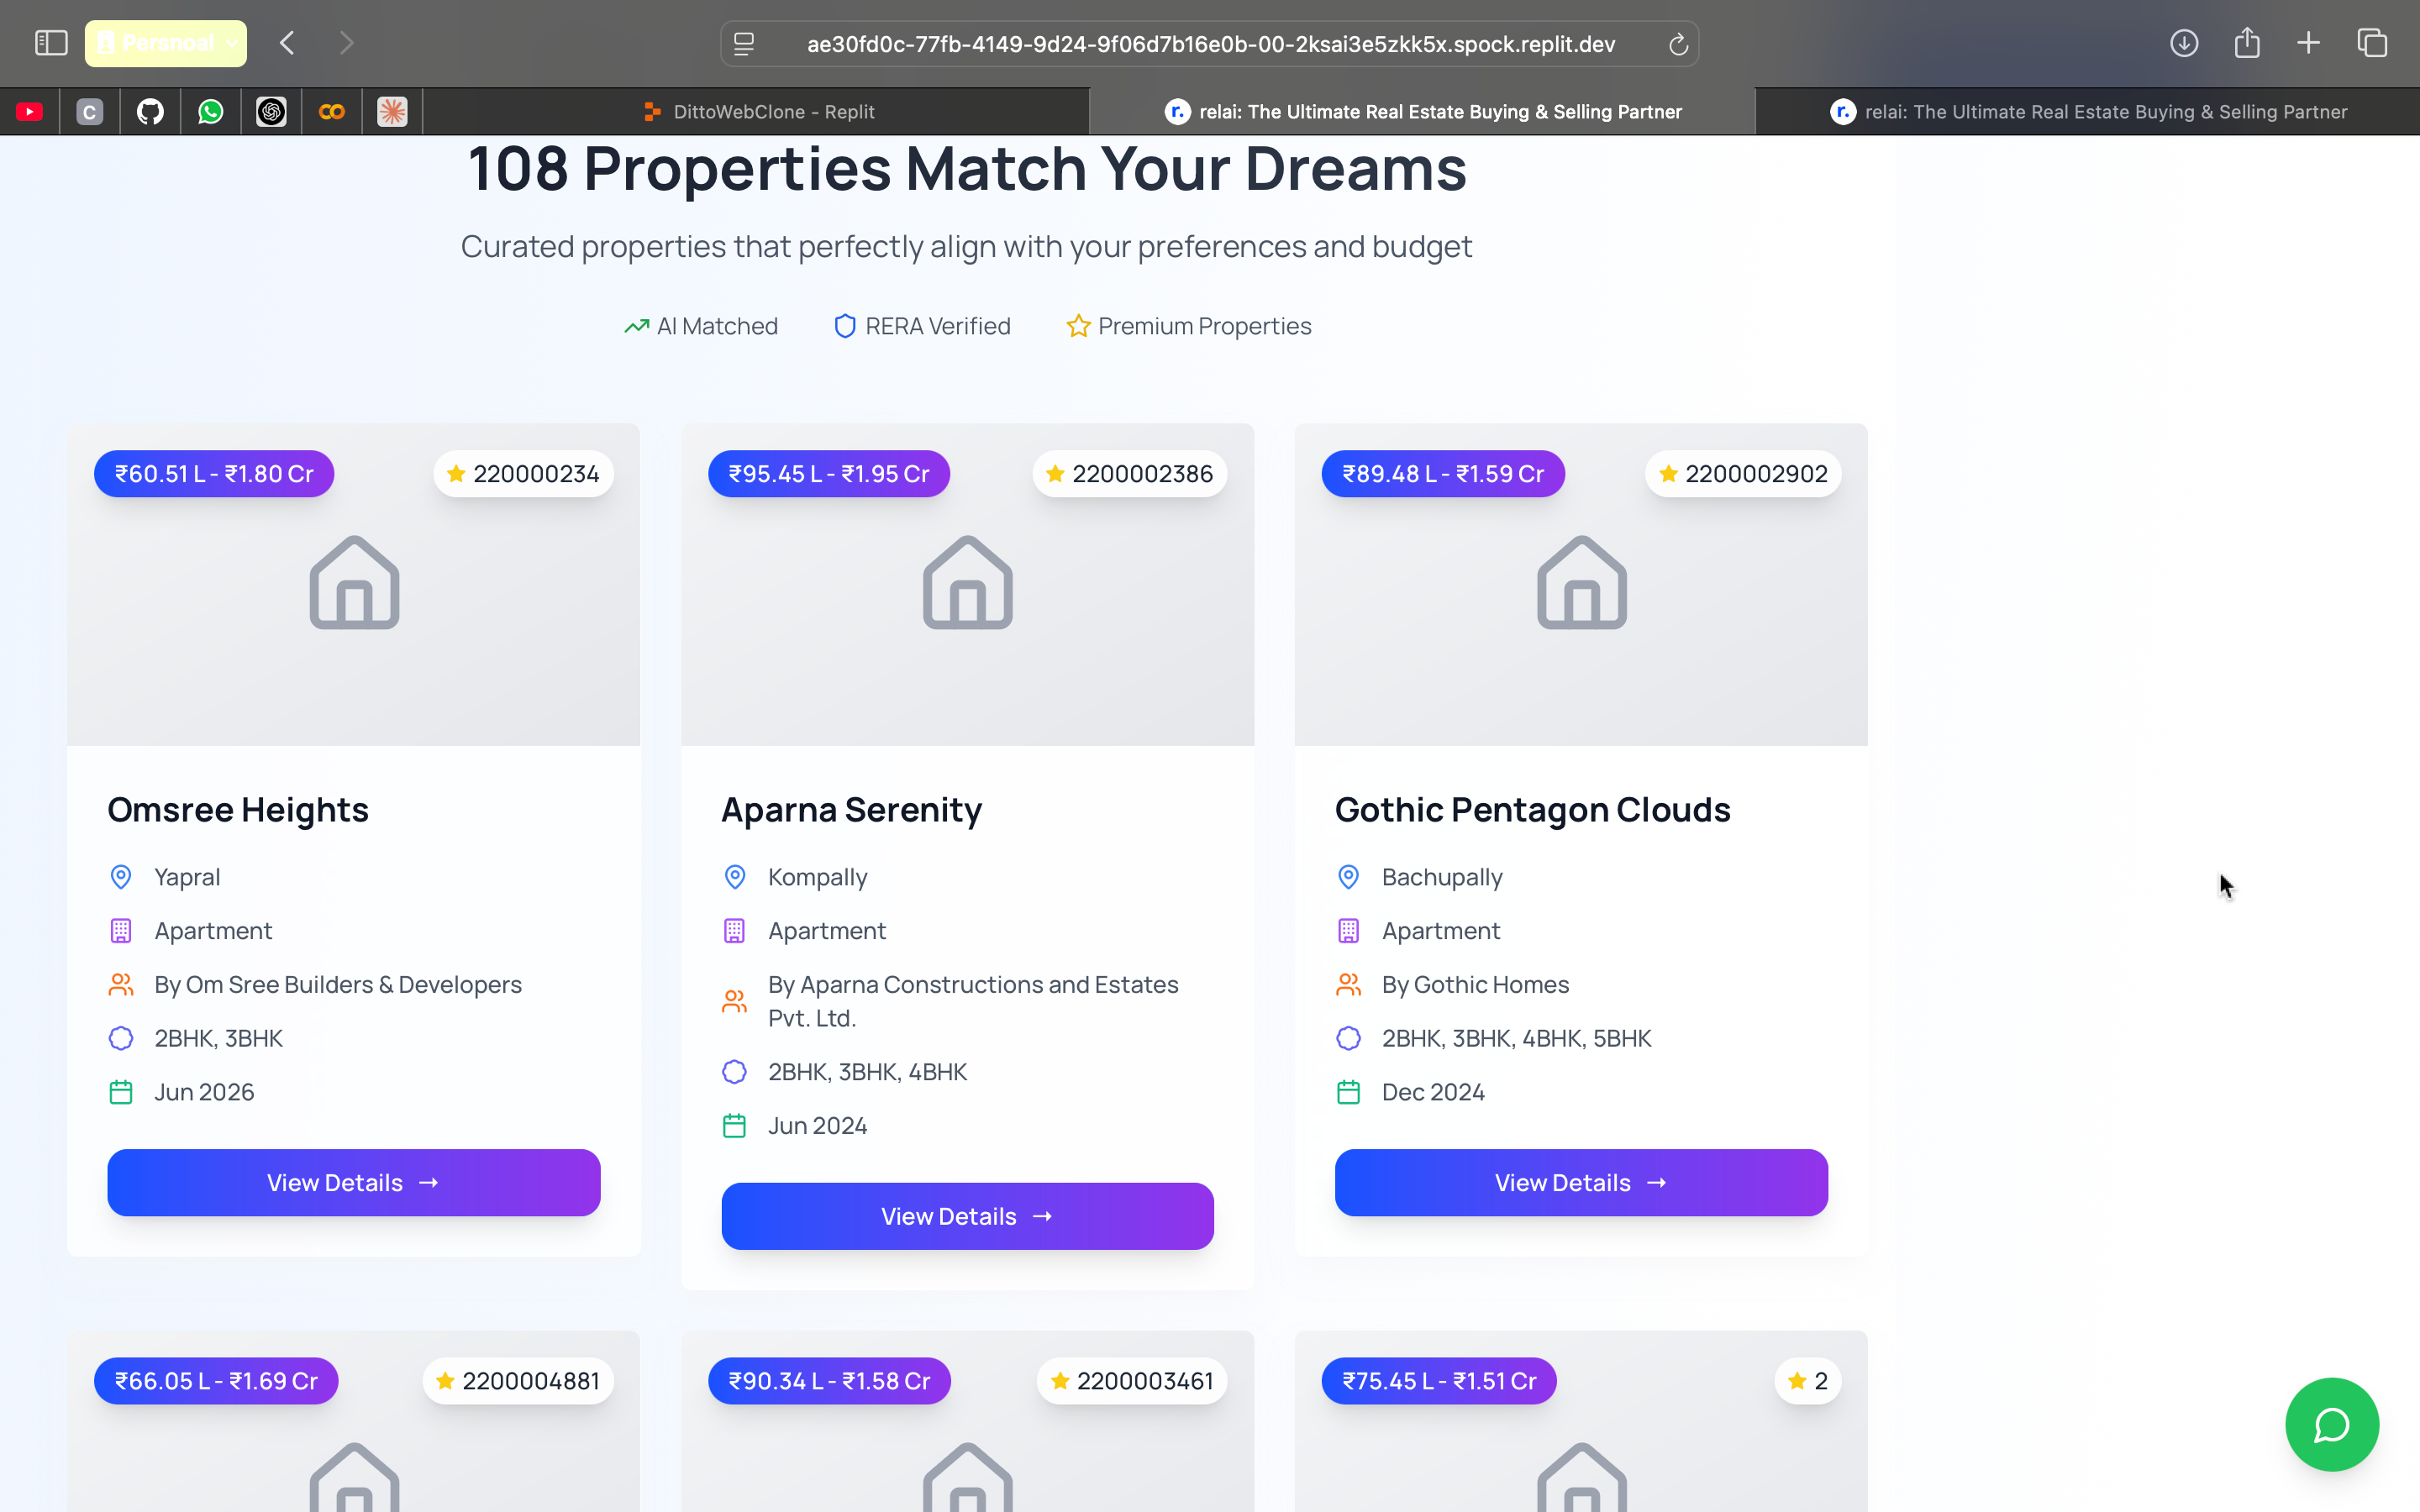 Persnoal
ae30fd0c-77fb-4149-9d24-9f06d7b16e0b-00-2ksai3e5zkk5x.spock.replit.dev
C
DittoWebClone - Replit
r. relai: The Ultimate Real Estate Buying & Selling Partner
r. relai: The Ultimate Real Estate Buying & Selling Partner
108 Properties Match Your Dreams
Curated properties that perfectly align with your preferences and budget
AI Matched
RERA Verified
Premium Properties
₹60.51 L - ₹1.80 Cr
220000234
Omsree Heights
Yapral
Apartment
By Om Sree Builders & Developers
2BHK, 3BHK
Jun 2026
View Details →
₹95.45 L - ₹1.95 Cr
2200002386
Aparna Serenity
Kompally
Apartment
By Aparna Constructions and Estates
Pvt. Ltd.
2BHK, 3BHK, 4BHK
Jun 2024
View Details →
₹89.48 L - ₹1.59 Cr
2200002902
Gothic Pentagon Clouds
Bachupally
Apartment
By Gothic Homes
2BHK, 3BHK, 4BHK, 5BHK
Dec 2024
View Details →
₹66.05 L - ₹1.69 Cr
2200004881
₹90.34 L - ₹1.58 Cr
2200003461
₹75.45 L - ₹1.51 Cr
2